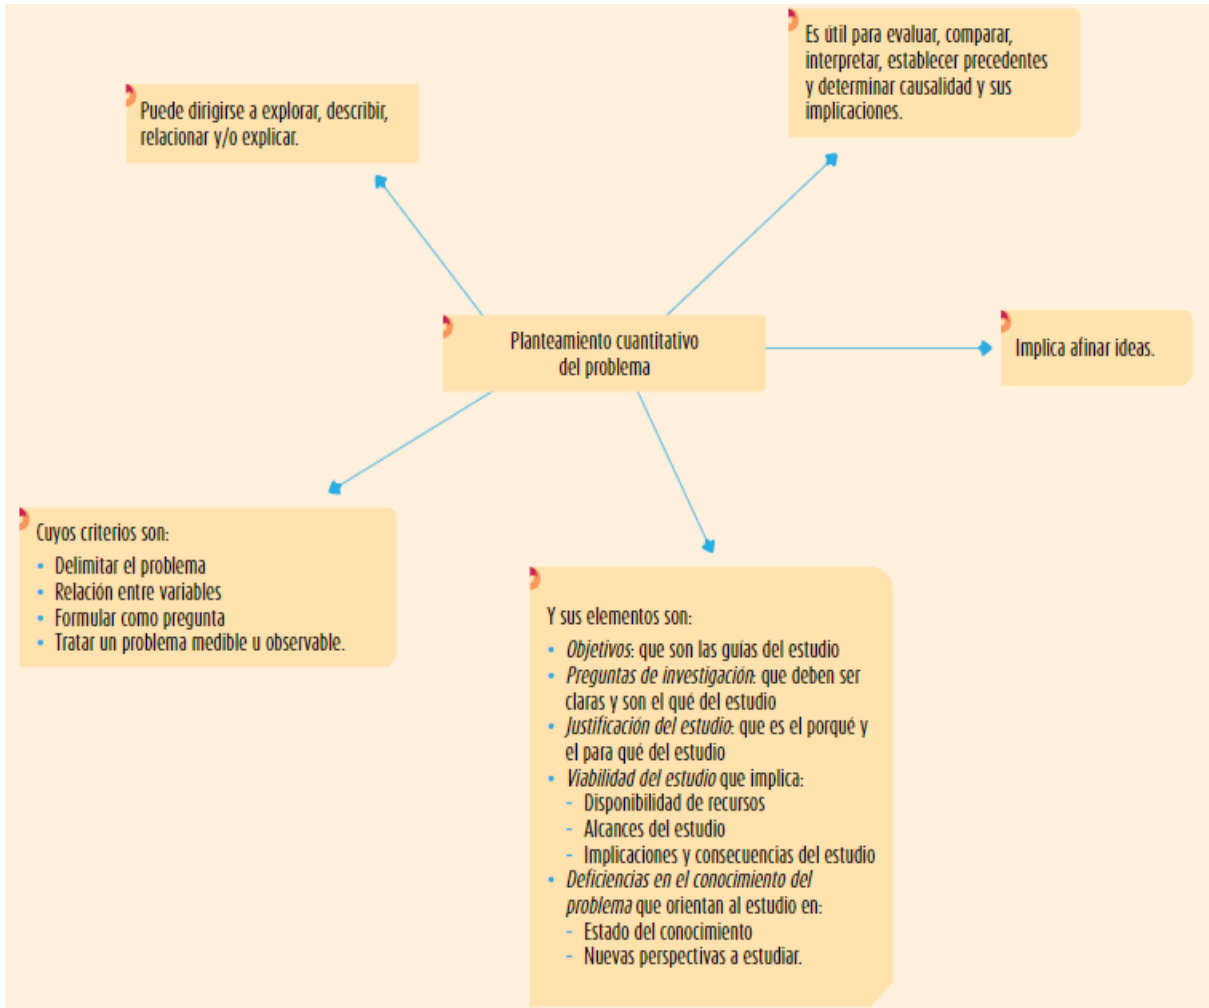 Puede dirigirse a explorar, describir,
relacionar y/o explicar.
Es útil para evaluar, comparar,
interpretar, establecer precedentes
y determinar causalidad y sus
implicaciones.
Planteamiento cuantitativo
del problema
Implica afinar ideas.
Cuyos criterios son:
• Delimitar el problema
• Relación entre variables
• Formular como pregunta
• Tratar un problema medible u observable.
Y sus elementos son:
• Objetivos: que son las guías del estudio
• Preguntas de investigación: que deben ser
claras y son el qué del estudio
• Justificación del estudio: que es el porqué y
el para qué del estudio
• Viabilidad del estudio que implica:
- Disponibilidad de recursos
- Alcances del estudio
- Implicaciones y consecuencias del estudio
• Deficiencias en el conocimiento del
problema que orientan al estudio en:
- Estado del conocimiento
- Nuevas perspectivas a estudiar.